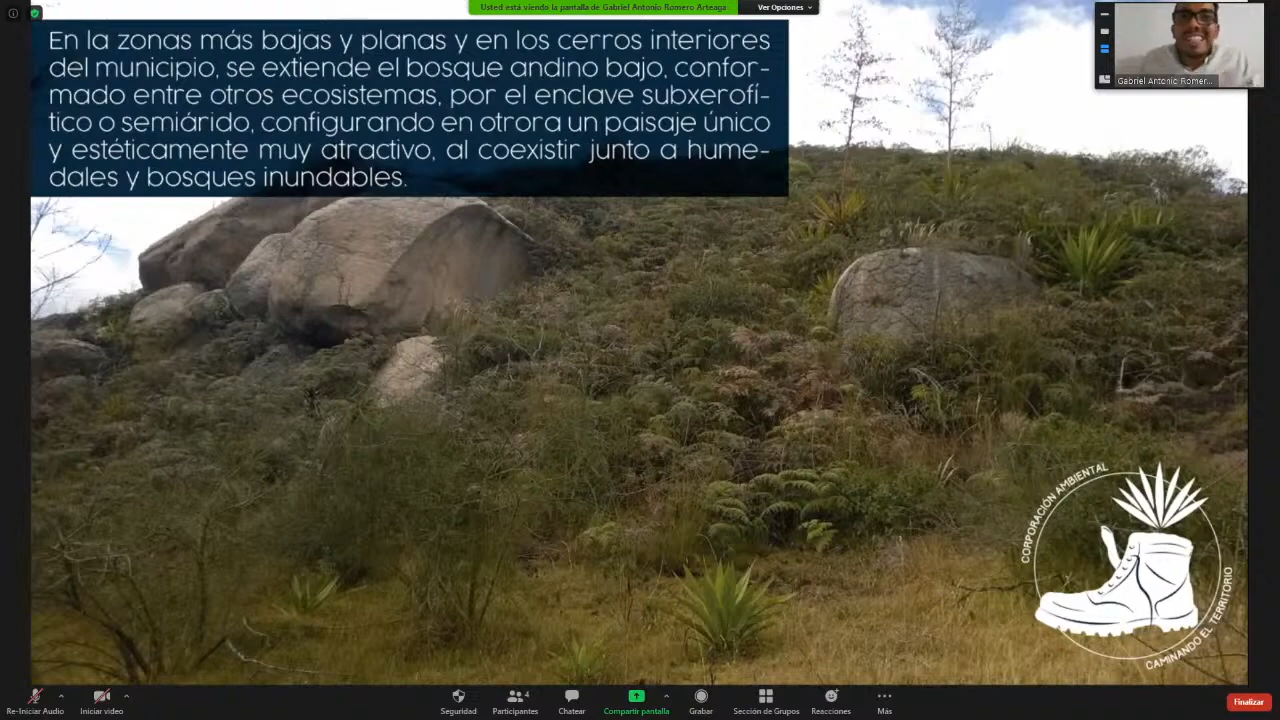 Usted está viendo la pantalla de Gabriel Antonio Romero Arteaga
Ver Opciones
En la zonas más bajas y planas y en los cerros interiores
del municipio, se extiende el bosque andino bajo, confor-
mado entre otros ecosistemas, por el enclave subxerofí-
tico o semiárido, configurando en otrora un paisaje único
y estéticamente muy atractivo, al coexistir junto a hume-
dales y bosques inundables.
Gabriel Antonio Romer...
CORPORACIÓN AMBIENTAL
CAMINANDO EL TERRITORIO
Re-Iniciar Audio
Iniciar video
Seguridad
4
Participantes
Chatear
Compartir pantalla
Grabar
Sección de Grupos
Reacciones
Más
Finalizar